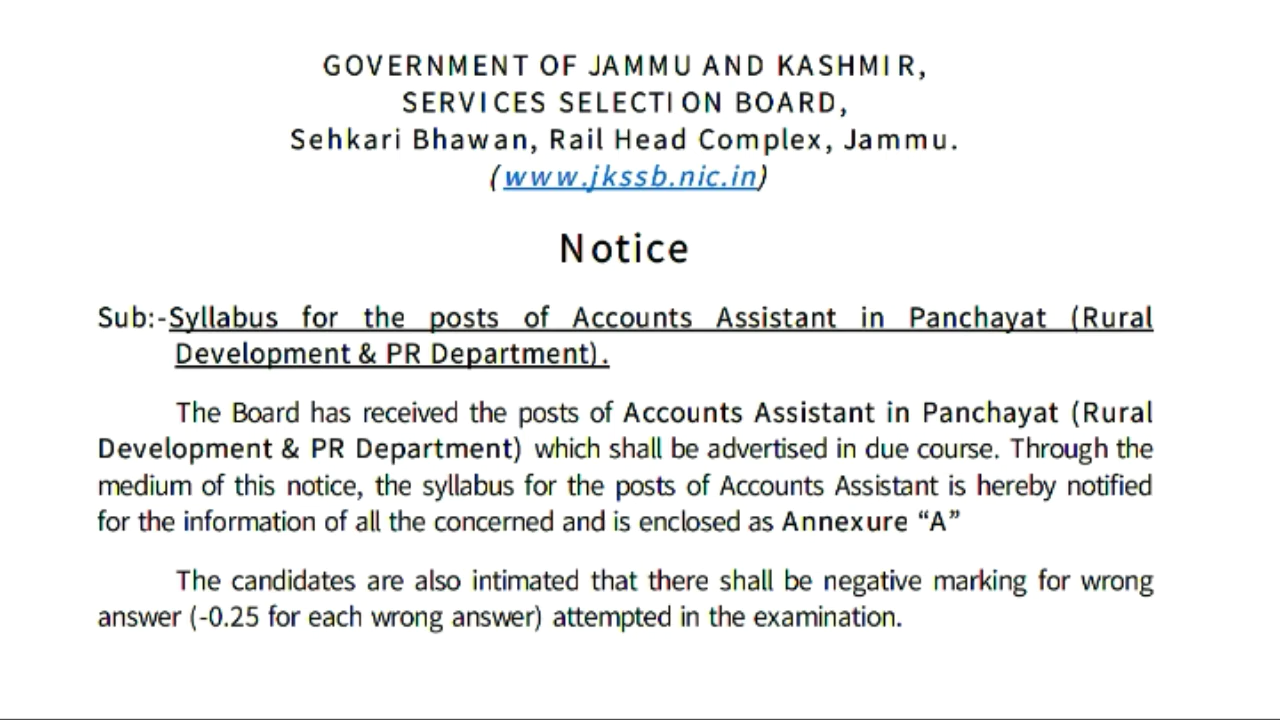 GOVERNMENT OF JAMMU AND KASHMIR,
SERVICES SELECTION BOARD,
Sehkari Bhawan, Rail Head Complex, Jammu.
(www.jkssb.nic.in)
Notice
Sub:-Syllabus for the posts of Accounts Assistant in Panchayat (Rural
Development & PR Department).
The Board has received the posts of Accounts Assistant in Panchayat (Rural
Development & PR Department) which shall be advertised in due course. Through the
medium of this notice, the syllabus for the posts of Accounts Assistant is hereby notified
for the information of all the concerned and is enclosed as Annexure “A”
The candidates are also intimated that there shall be negative marking for wrong
answer (-0.25 for each wrong answer) attempted in the examination.